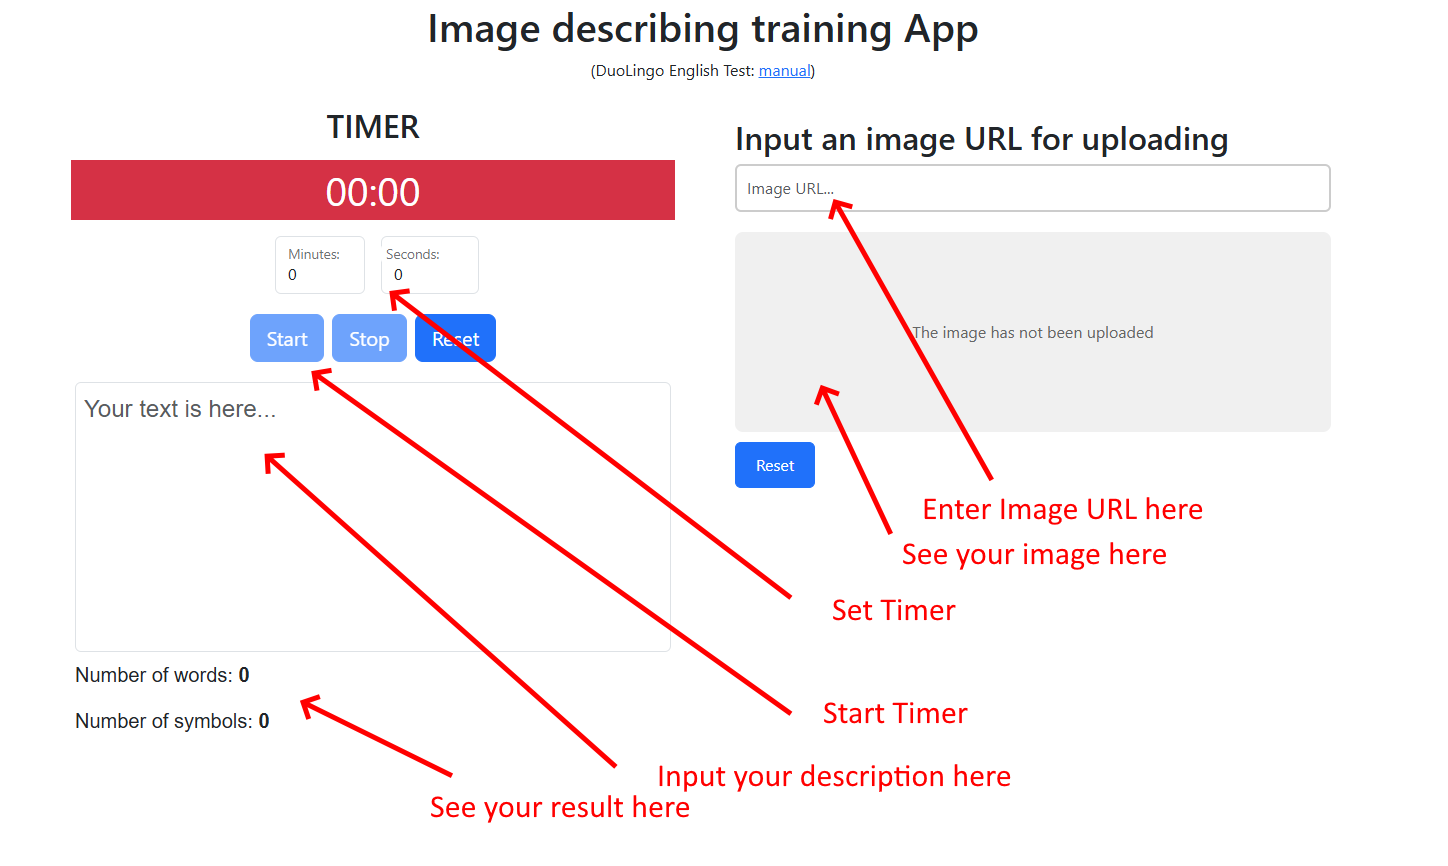 Image describing training App
(DuoLingo English Test: manual)
TIMER
00:00
Minutes:
0
Seconds:
0
Start
Stop
Reset
Your text is here...
Number of words: 0
Number of symbols: 0
Input an image URL for uploading
Image URL...
The image has not been uploaded
Reset
Enter Image URL here
See your image here
Set Timer
Start Timer
Input your description here
See your result here